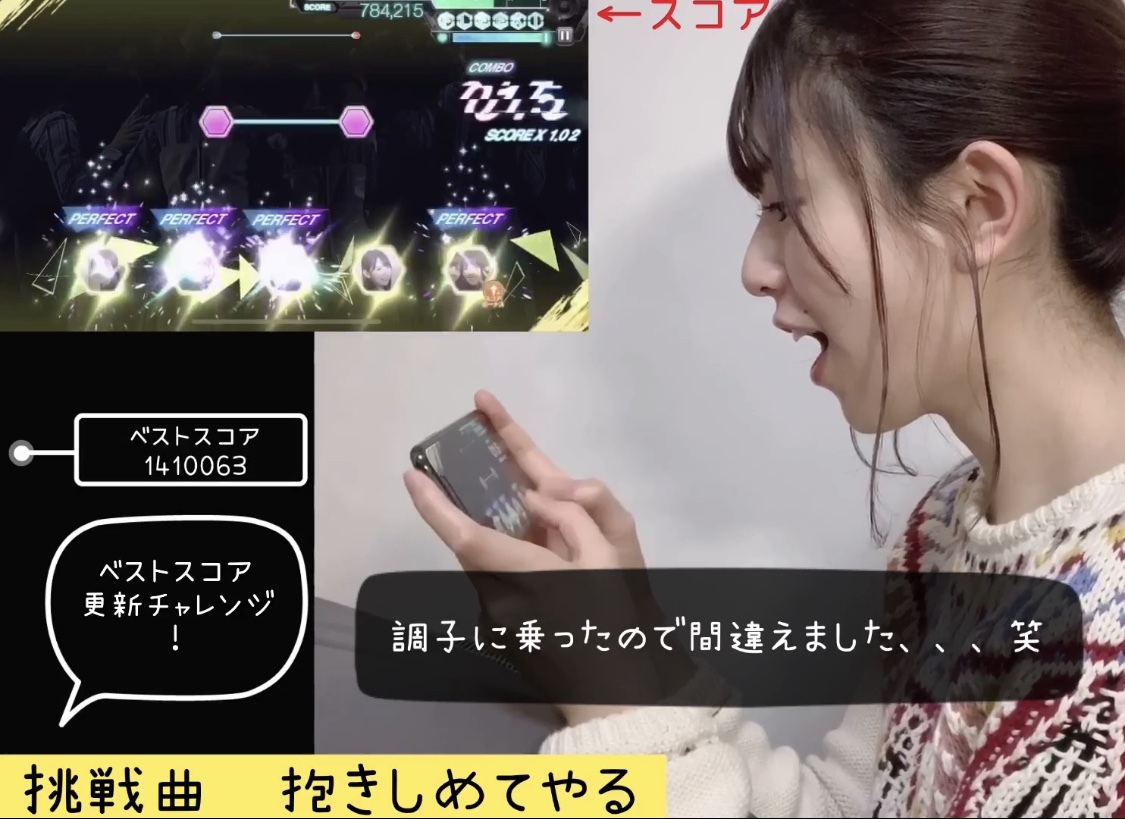 SCORE 784,215
←スコア
COMBO
015
SCORE X 1.02
PERFECT PERFECT PERFECT PERFECT
ベストスコア
1410063
ベストスコア
更新チャレンジ
！
調子に乗ったので間違えました、、、笑
挑戦曲 抱きしめてやる